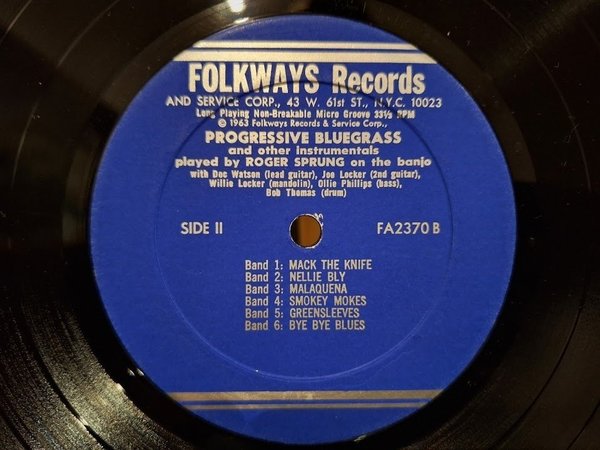 FOLKWAYS Records
AND SERVICE CORP., 43 W. 61st ST., N.Y.C. 10023
Long Playing Non-Breakable Micro Groove 33⅓ RPM
℗ 1963 Folkways Records & Service Corp.,
PROGRESSIVE BLUEGRASS
and other instrumentals
played by ROGER SPRUNG on the banjo
with Doc Watson (lead guitar), Joe Locker (2nd guitar),
Willie Locker (mandolin), Ollie Phillips (bass),
Bob Thomas (drum)
SIDE II FA2370 B
Band 1: MACK THE KNIFE
Band 2: NELLIE BLY
Band 3: MALAQUENA
Band 4: SMOKEY MOKES
Band 5: GREENSLEEVES
Band 6: BYE BYE BLUES